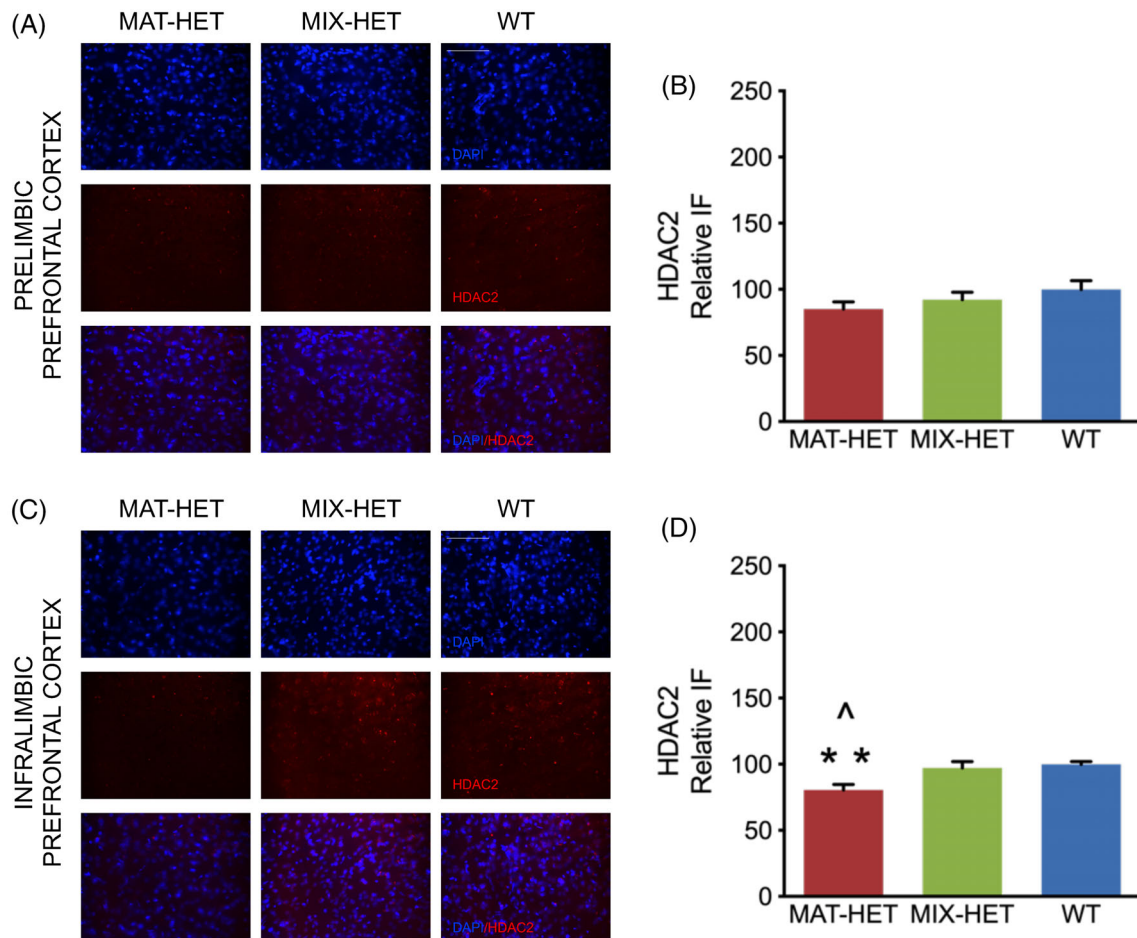 (A)
MAT-HET MIX-HET WT
PRELIMBIC
PREFRONTAL CORTEX
DAPI
HDAC2
DAPI/HDAC2
(B)
HDAC2
Relative IF
250
200
150
100
50
0
MAT-HET MIX-HET WT
(C)
MAT-HET MIX-HET WT
INFRALIMBIC
PREFRONTAL CORTEX
DAPI
HDAC2
DAPI/HDAC2
(D)
HDAC2
Relative IF
250
200
150
100
50
0
^
* *
MAT-HET MIX-HET WT